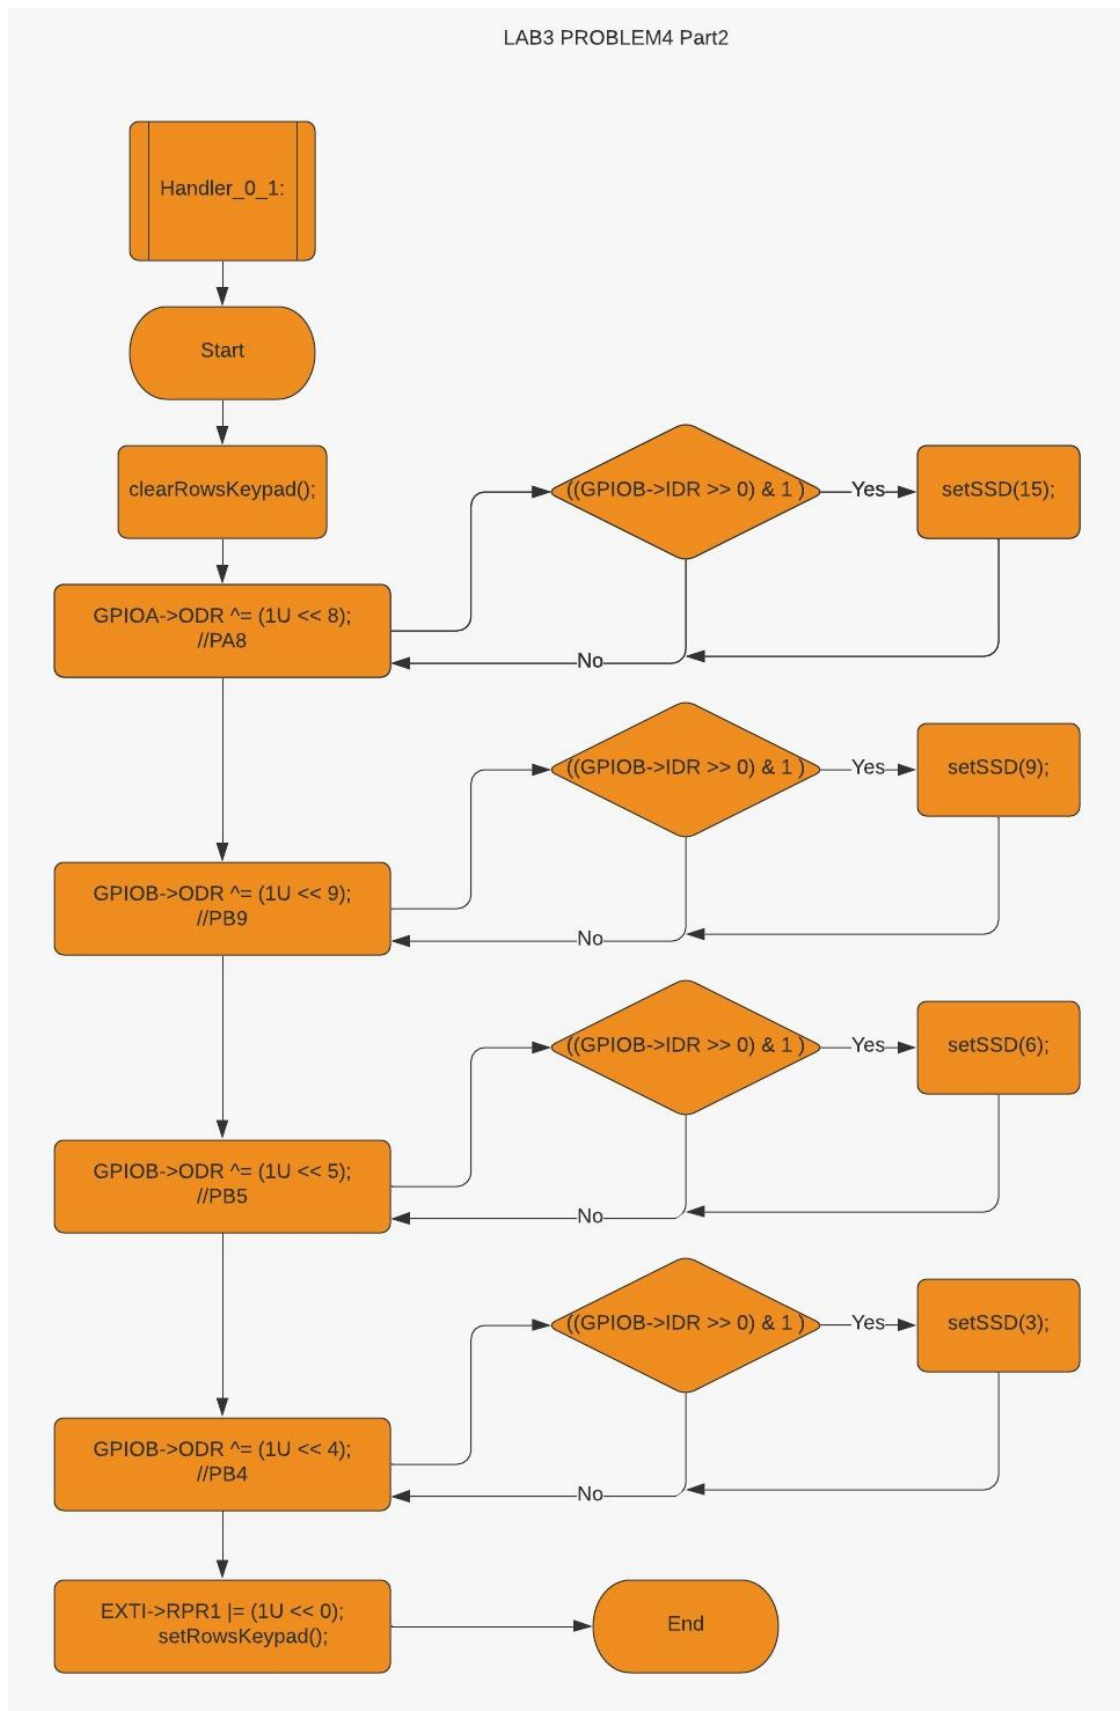 LAB3 PROBLEM4 Part2
Handler_0_1:
Start
clearRowsKeypad();
((GPIOB->IDR >> 0) & 1 )
Yes
setSSD(15);
GPIOA->ODR ^= (1U << 8);
//PA8
No
((GPIOB->IDR >> 0) & 1 )
Yes
setSSD(9);
GPIOB->ODR ^= (1U << 9);
//PB9
No
((GPIOB->IDR >> 0) & 1 )
Yes
setSSD(6);
GPIOB->ODR ^= (1U << 5);
//PB5
No
((GPIOB->IDR >> 0) & 1 )
Yes
setSSD(3);
GPIOB->ODR ^= (1U << 4);
//PB4
No
EXTI->RPR1 |= (1U << 0);
setRowsKeypad();
End